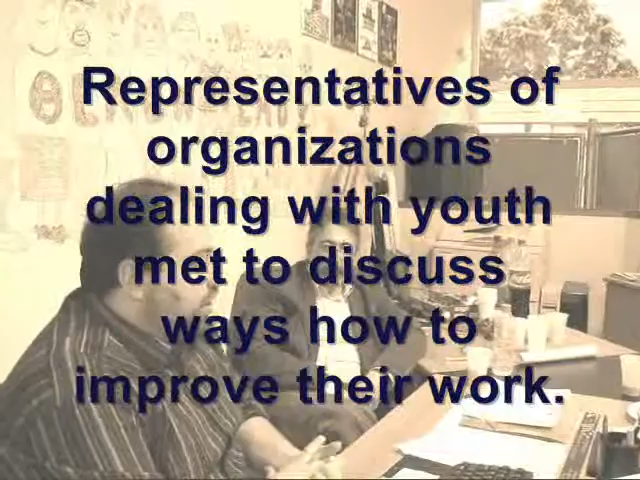 Representatives of
organizations
dealing with youth
met to discuss
ways how to
improve their work.